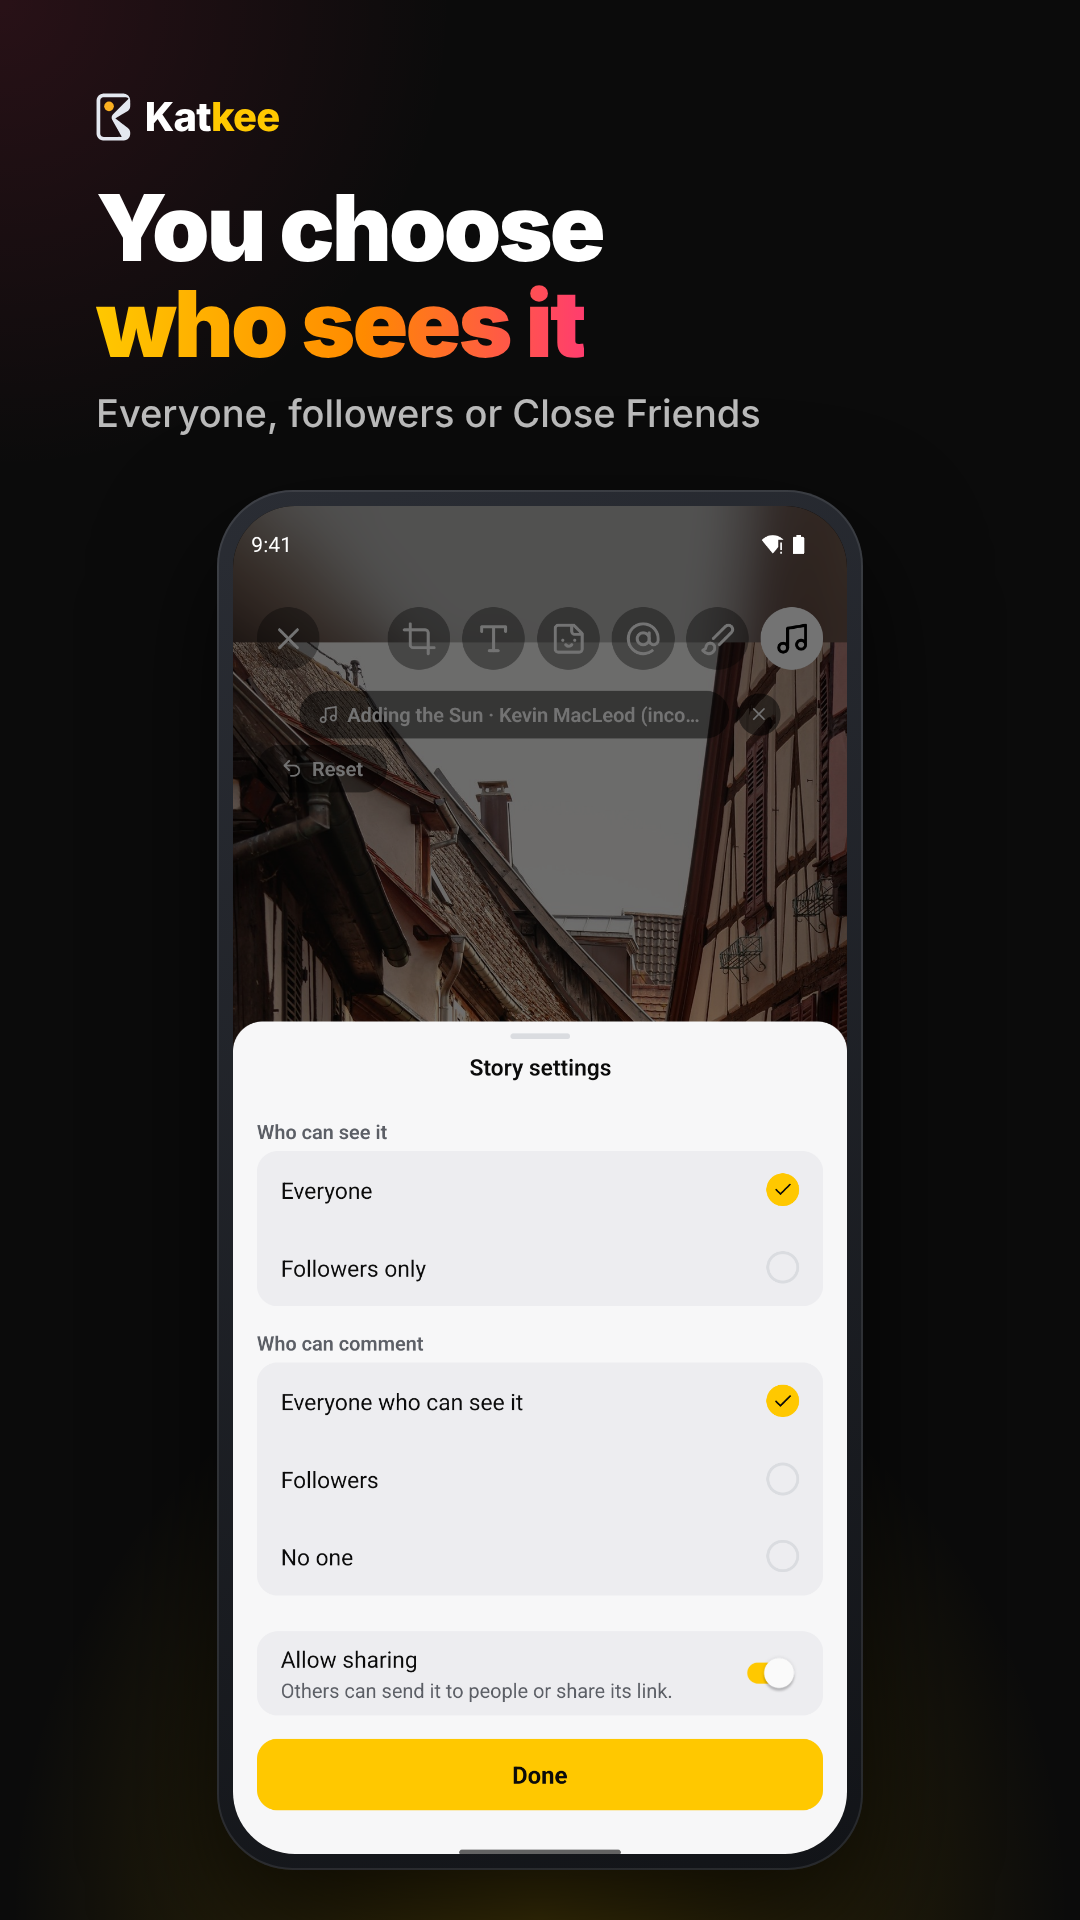 Katkee
You choose
who sees it
Everyone, followers or Close Friends
9:41
Adding the Sun · Kevin MacLeod (inco...
Reset
Story settings
Who can see it
Everyone
Followers only
Who can comment
Everyone who can see it
Followers
No one
Allow sharing
Others can send it to people or share its link.
Done